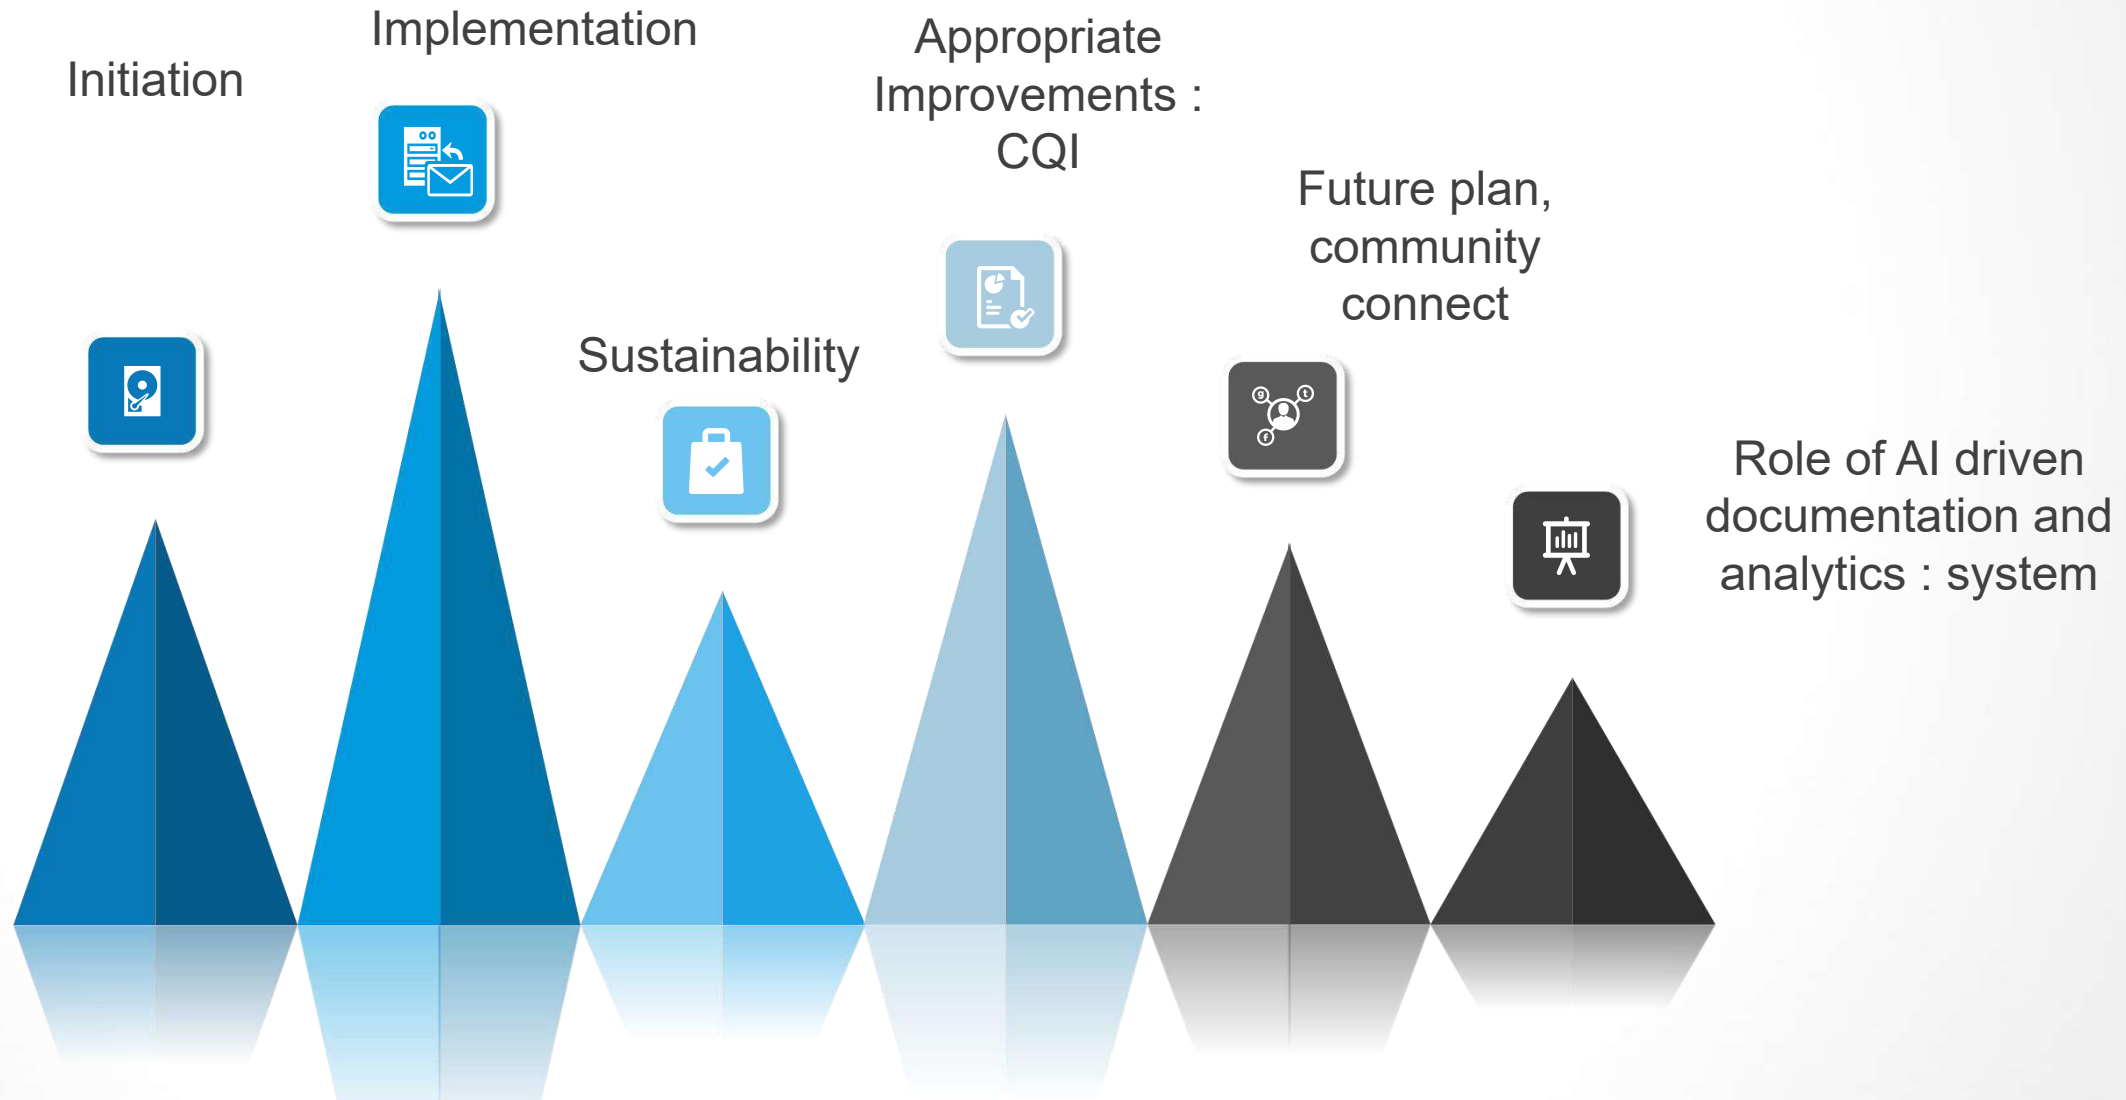 Initiation
Implementation
Sustainability
Appropriate
Improvements :
CQI
Future plan,
community
connect
g
t
f
Role of AI driven
documentation and
analytics : system